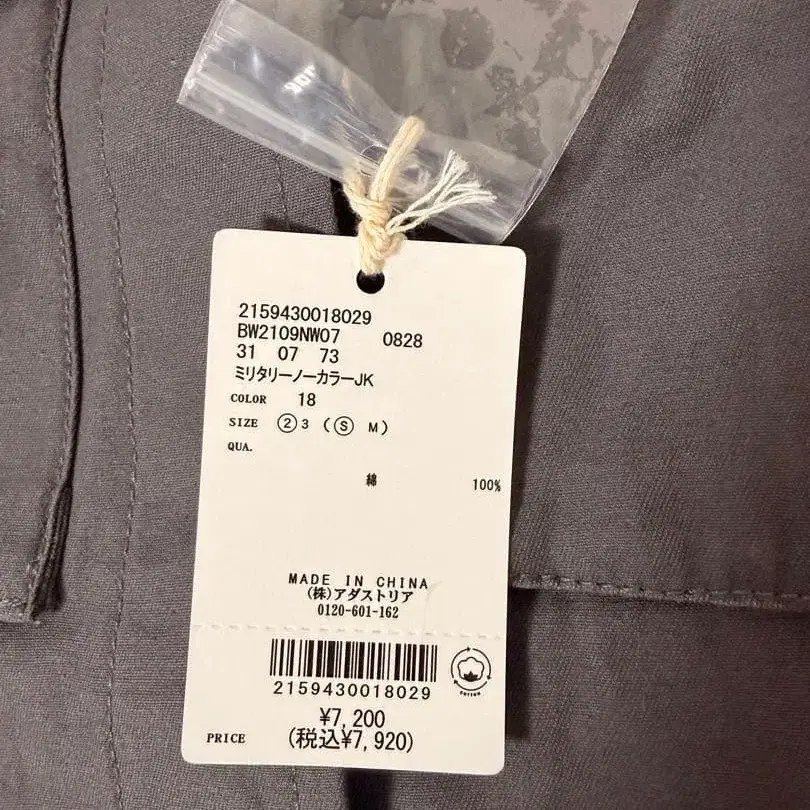 2159430018029
BW2109NW07 0828
31 07 73
ミリタリーノーカラーJK
COLOR 18
SIZE ②3 (Ⓢ M)
QUA.
綿 100%
MADE IN CHINA
(株)アダストリア
0120-601-162
2159430018029
cotton
¥7,200
PRICE (税込¥7,920)